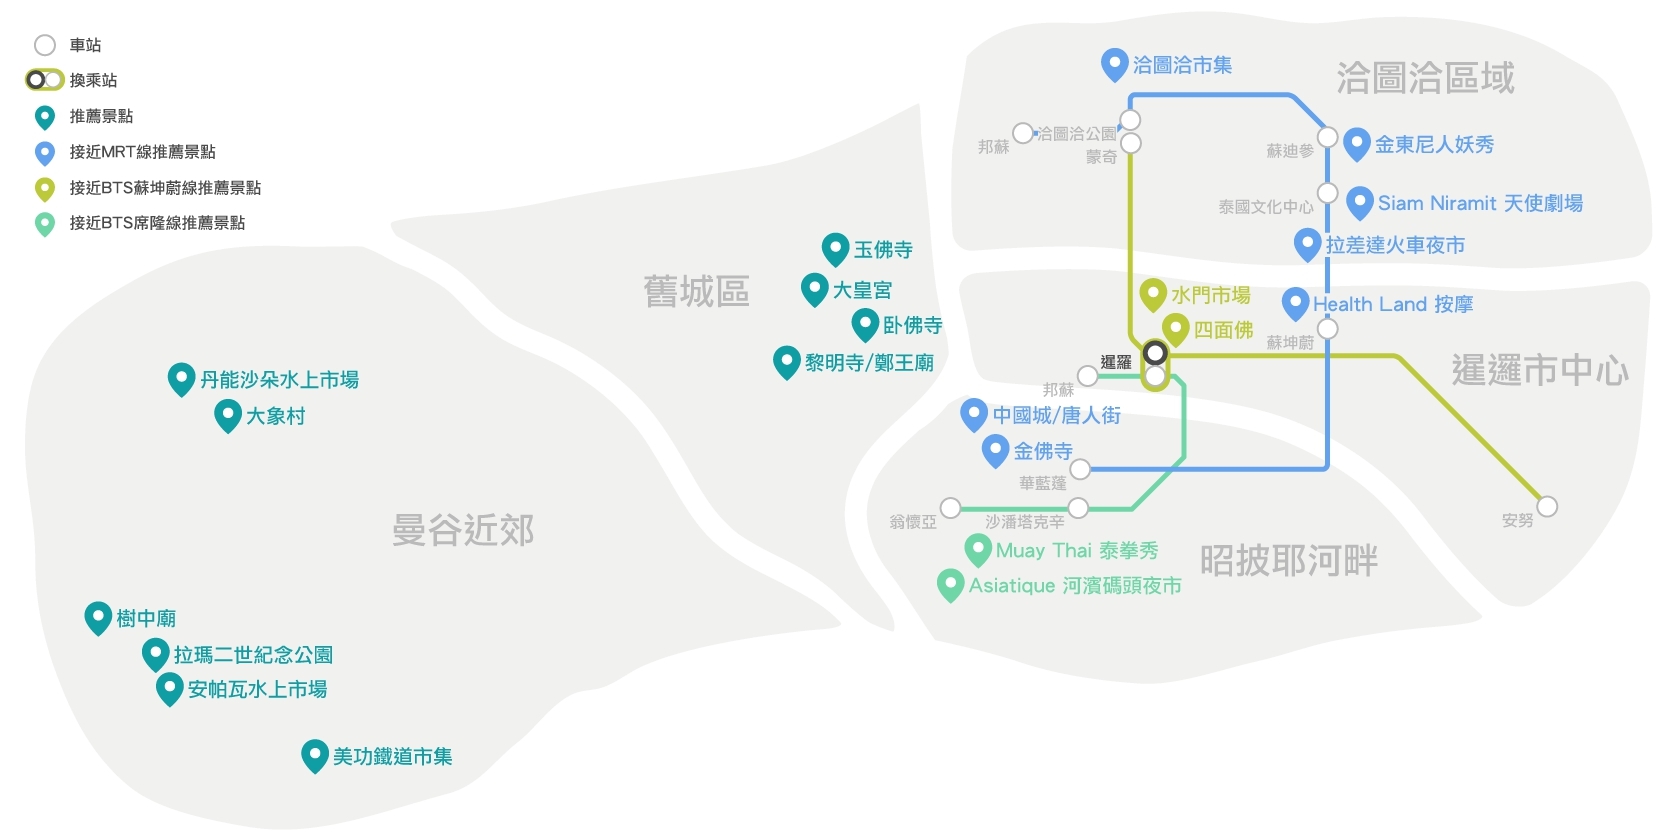 車站
換乘站
推薦景點
接近MRT線推薦景點
接近BTS蘇坤蔚線推薦景點
接近BTS席隆線推薦景點
洽圖洽區域
洽圖洽市集
邦蘇
洽圖洽公園
蒙奇
蘇迪參
金東尼人妖秀
泰國文化中心
Siam Niramit 天使劇場
拉差達火車夜市
舊城區
玉佛寺
大皇宮
卧佛寺
黎明寺/鄭王廟
暹羅市中心
水門市場
四面佛
Health Land 按摩
蘇坤蔚
暹羅
邦蘇
安努
昭披耶河畔
中國城/唐人街
金佛寺
華藍蓬
翁懷亞
沙潘塔克辛
Muay Thai 泰拳秀
Asiatique 河濱碼頭夜市
曼谷近郊
丹能沙朵水上市場
大象村
樹中廟
拉瑪二世紀念公園
安帕瓦水上市場
美功鐵道市集